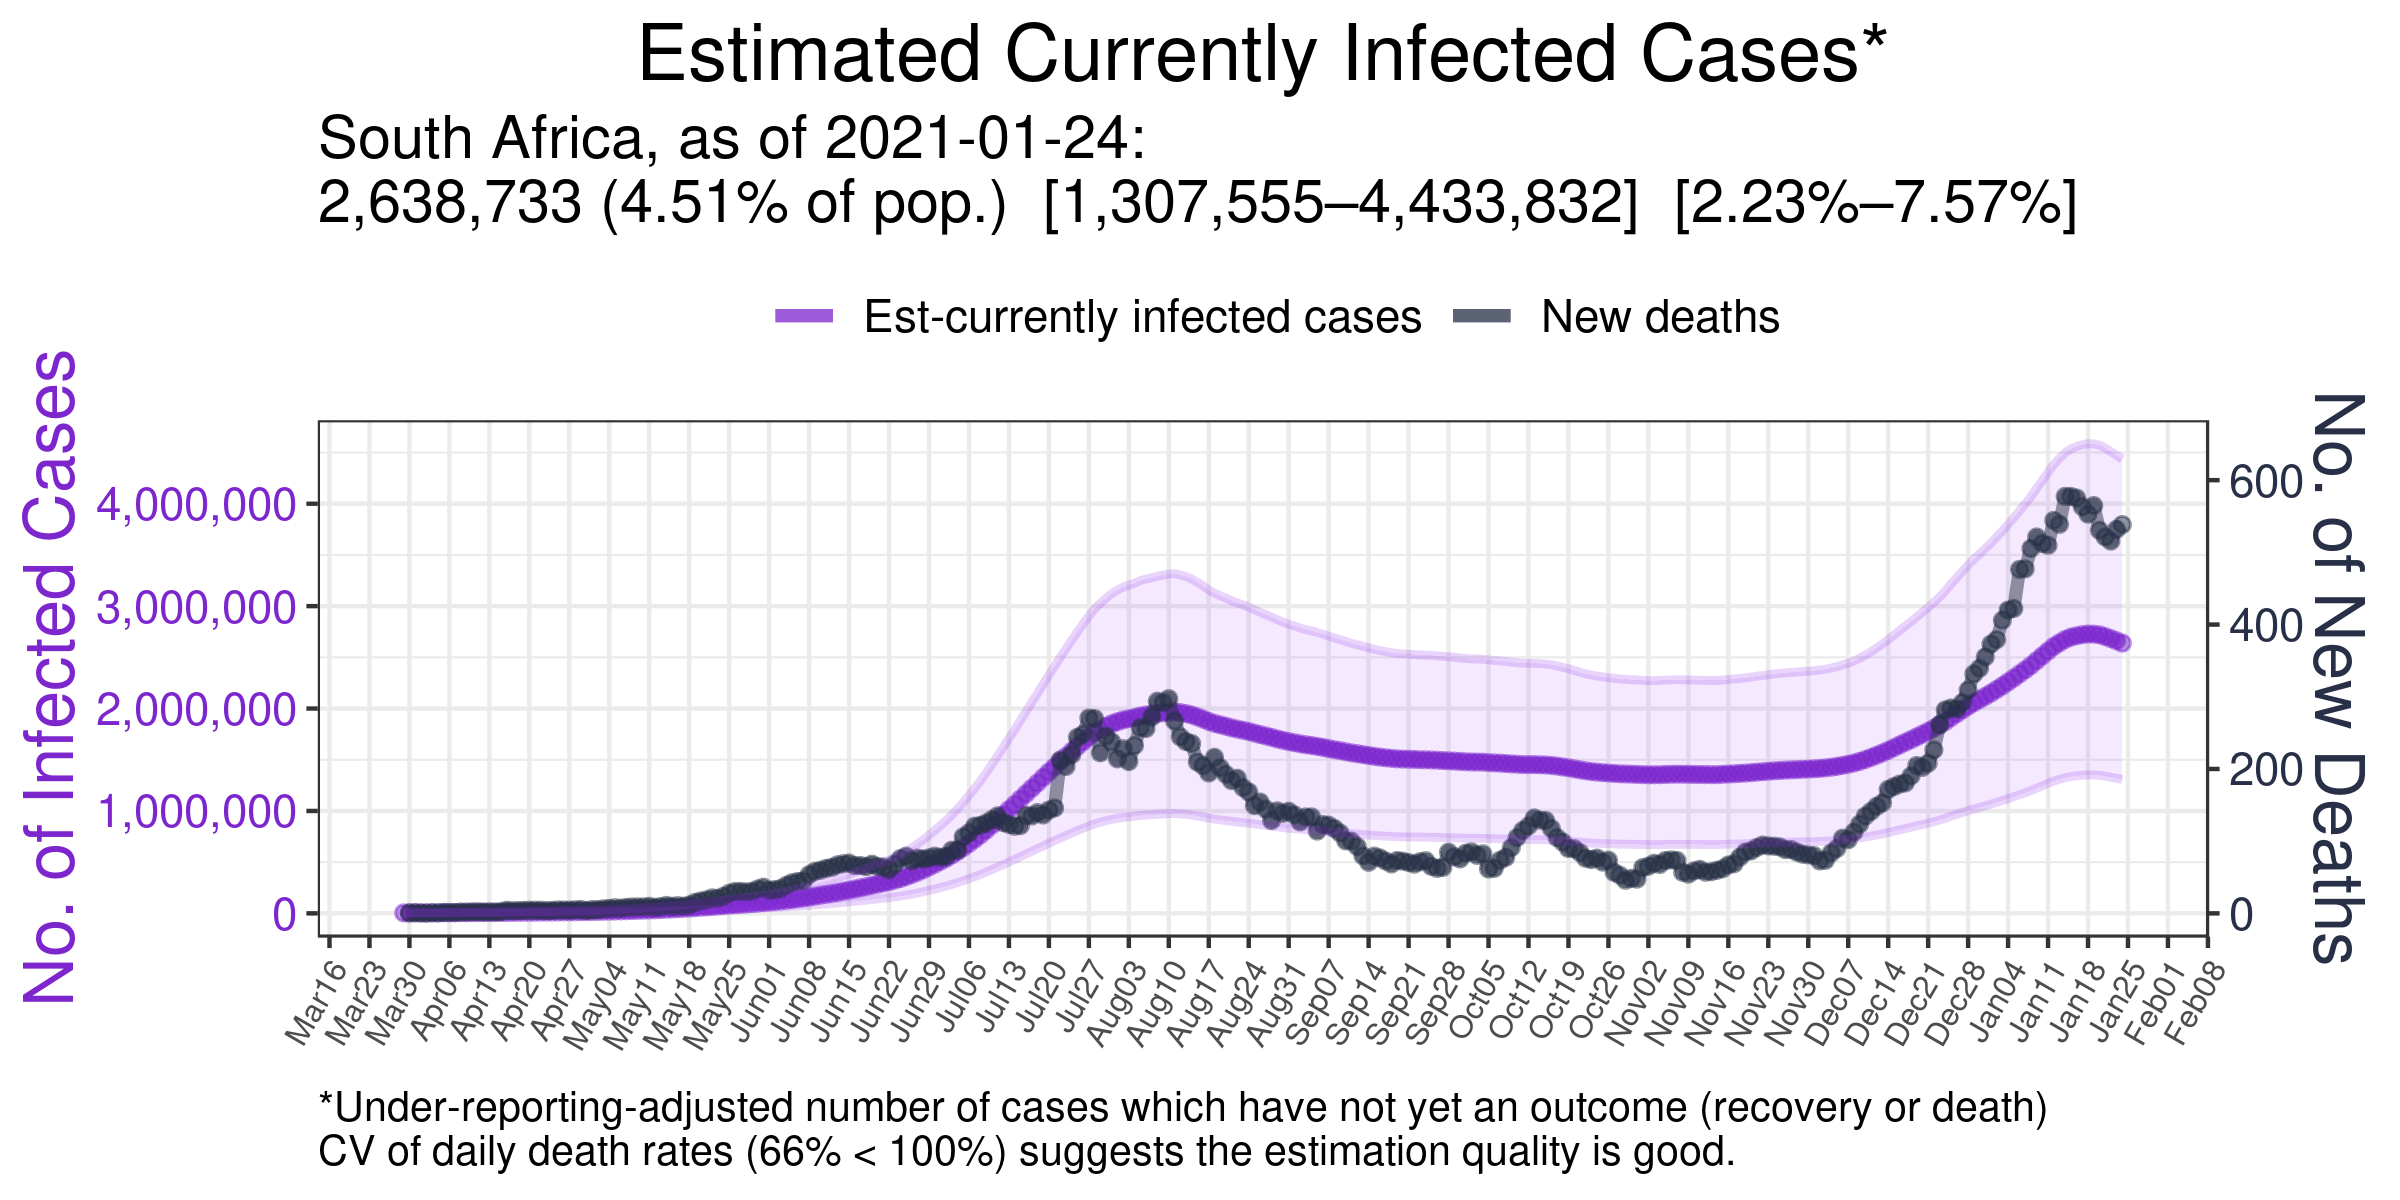 Estimated Currently Infected Cases*
South Africa, as of 2021-01-24:
2,638,733 (4.51% of pop.)  [1,307,555–4,433,832]  [2.23%–7.57%]
Est-currently infected cases
New deaths
No. of Infected Cases
4,000,000
3,000,000
2,000,000
1,000,000
0
600
400
200
0
No. of New Deaths
Mar16
Mar23
Mar30
Apr06
Apr13
Apr20
Apr27
May04
May11
May18
May25
Jun01
Jun08
Jun15
Jun22
Jun29
Jul06
Jul13
Jul20
Jul27
Aug03
Aug10
Aug17
Aug24
Aug31
Sep07
Sep14
Sep21
Sep28
Oct05
Oct12
Oct19
Oct26
Nov02
Nov09
Nov16
Nov23
Nov30
Dec07
Dec14
Dec21
Dec28
Jan04
Jan11
Jan18
Jan25
Feb01
Feb08
*Under-reporting-adjusted number of cases which have not yet an outcome (recovery or death)
CV of daily death rates (66% < 100%) suggests the estimation quality is good.